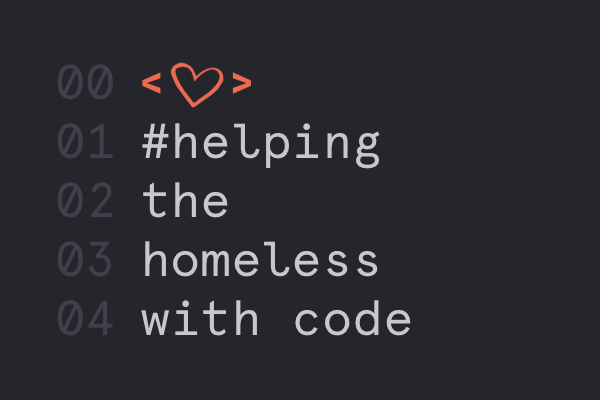 00 <♡>
01 #helping
02 the
03 homeless
04 with code